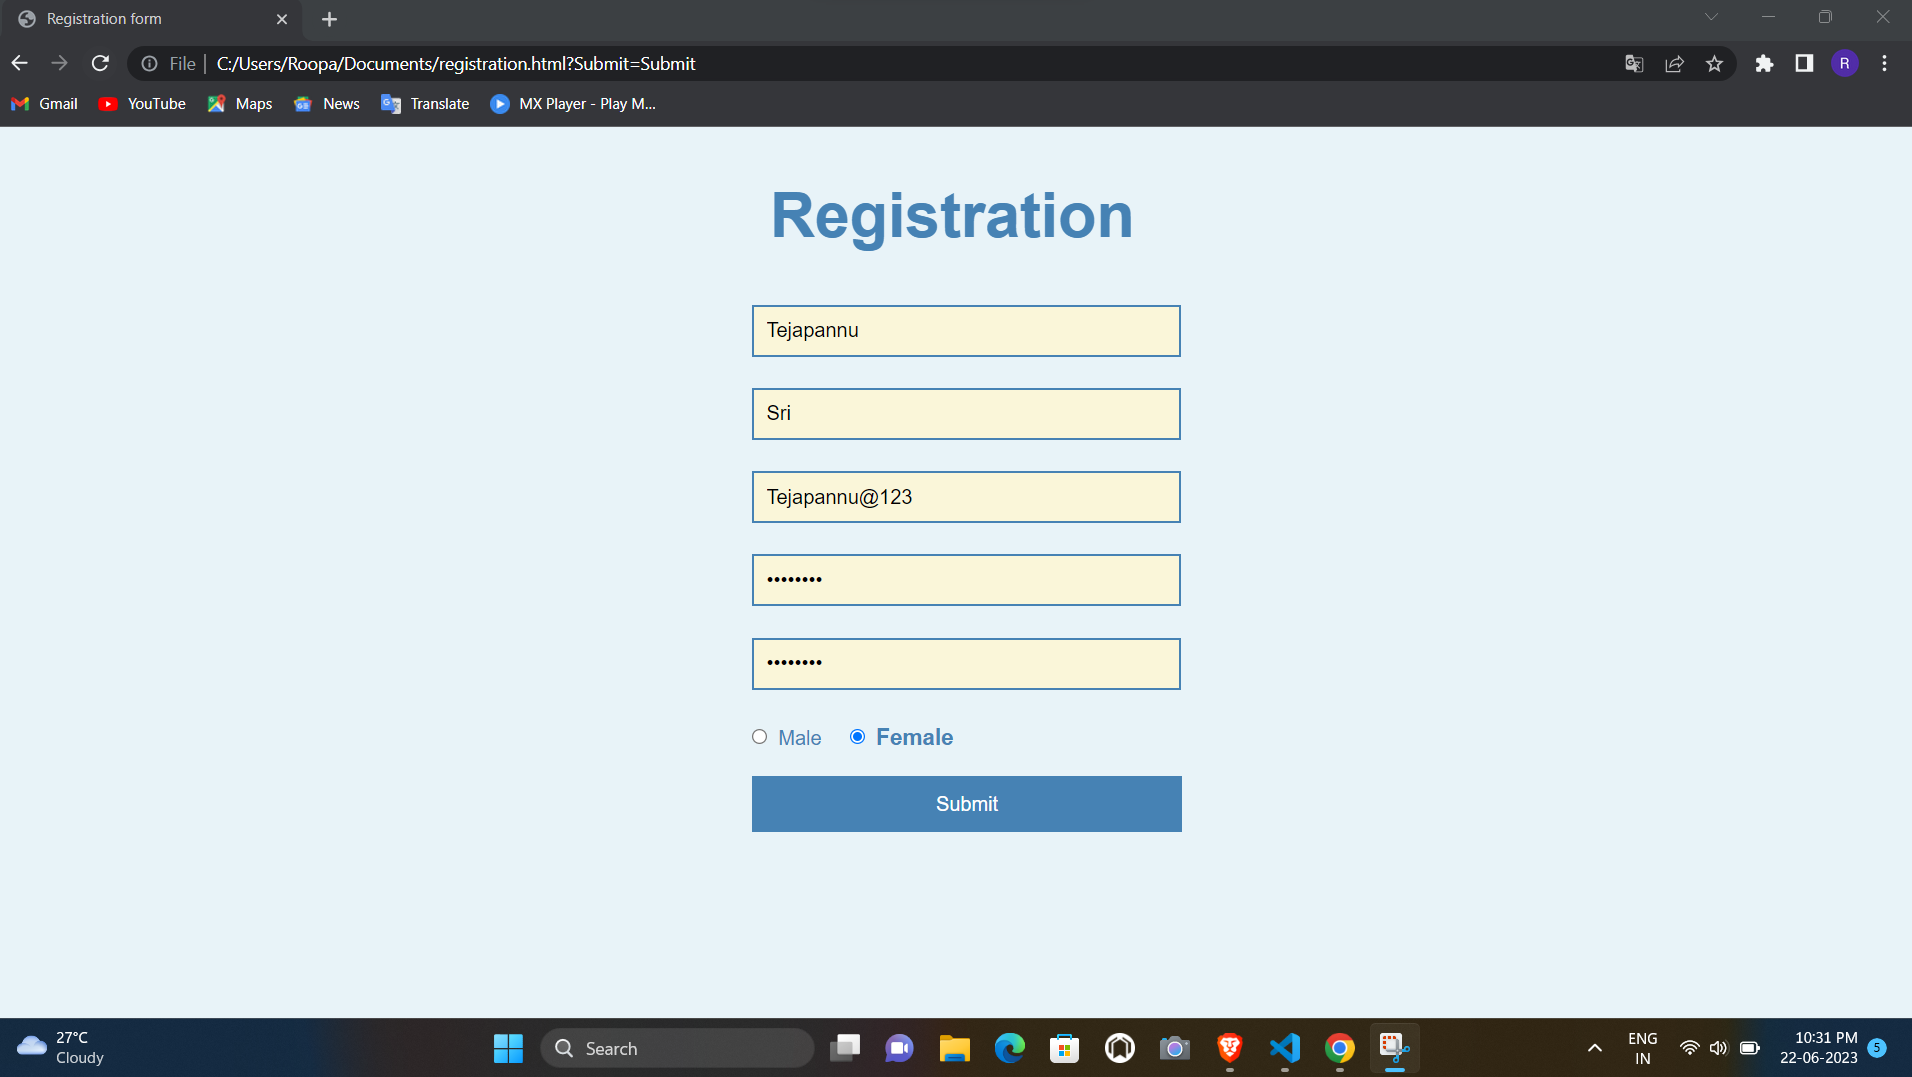 Registration form
File C:/Users/Roopa/Documents/registration.html?Submit=Submit
R
Gmail YouTube Maps News Translate MX Player - Play M...
Registration
Tejapannu
Sri
Tejapannu@123
••••••••
••••••••
Male Female
Submit
27°C
Cloudy
Search
ENG
IN
10:31 PM
22-06-2023
5